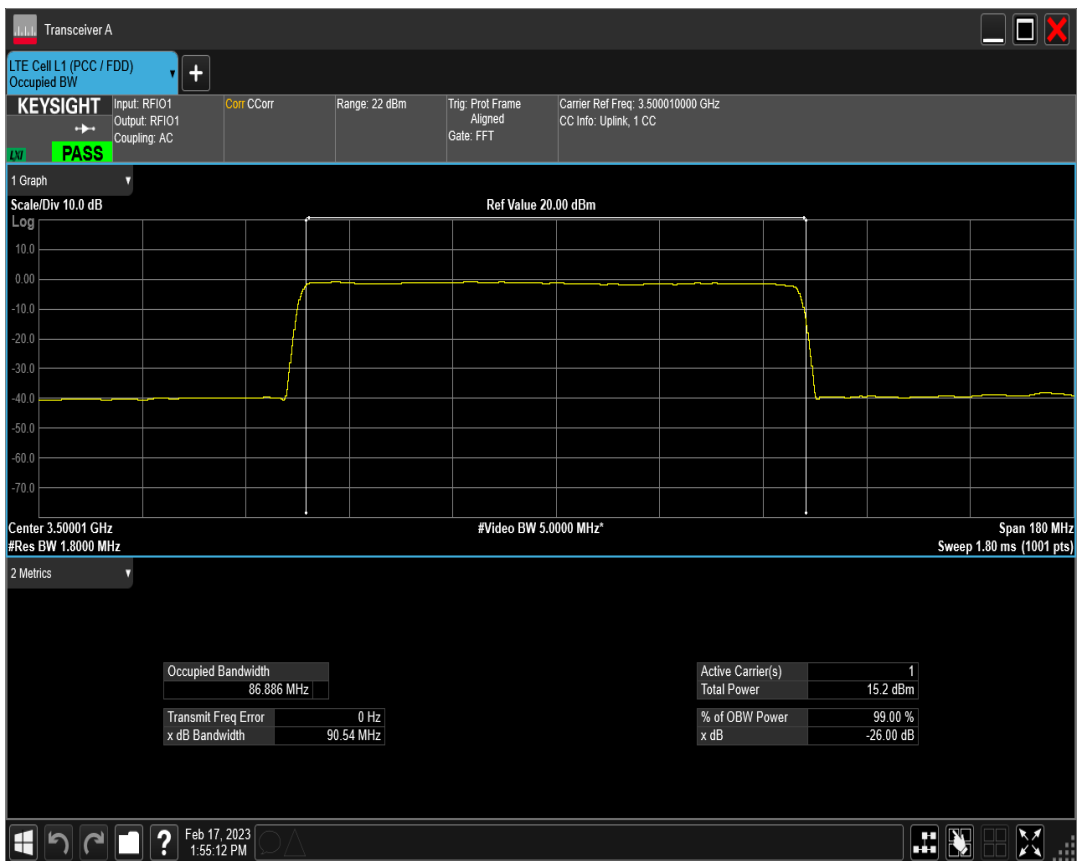 Transceiver A
LTE Cell L1 (PCC / FDD)
Occupied BW
KEYSIGHT
LXI
PASS
Input: RFIO1
Output: RFIO1
Coupling: AC
Corr CCorr
Range: 22 dBm
Trig: Prot Frame
Aligned
Gate: FFT
Carrier Ref Freq: 3.500010000 GHz
CC Info: Uplink, 1 CC
1 Graph
Scale/Div 10.0 dB
Ref Value 20.00 dBm
Log
10.0
0.00
-10.0
-20.0
-30.0
-40.0
-50.0
-60.0
-70.0
Center 3.50001 GHz
#Video BW 5.0000 MHz*
Span 180 MHz
#Res BW 1.8000 MHz
Sweep 1.80 ms (1001 pts)
2 Metrics
Occupied Bandwidth
86.886 MHz
Transmit Freq Error 0 Hz
x dB Bandwidth 90.54 MHz
Active Carrier(s) 1
Total Power 15.2 dBm
% of OBW Power 99.00 %
x dB -26.00 dB
?
Feb 17, 2023
1:55:12 PM